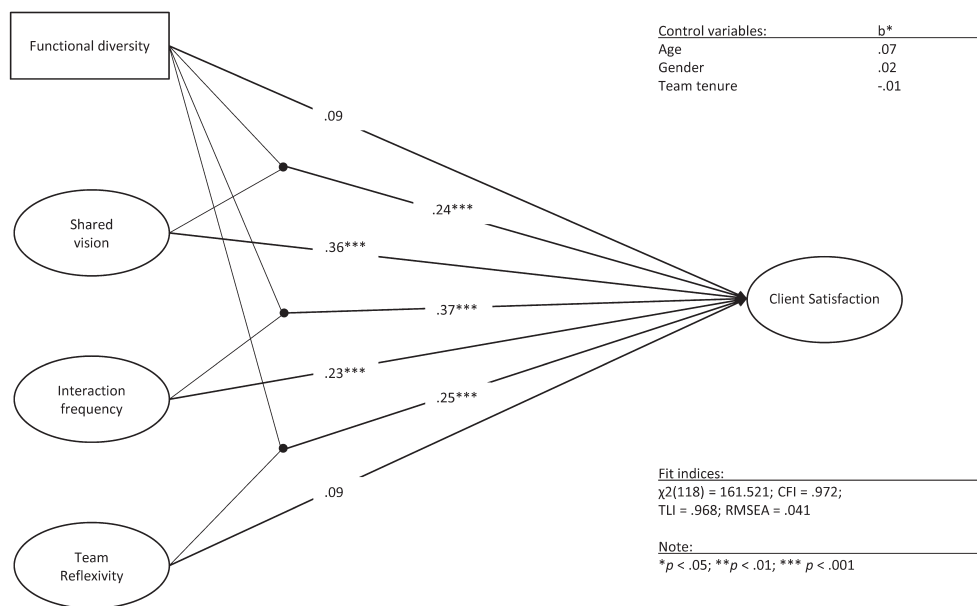 Functional diversity
Control variables: b*
Age .07
Gender .02
Team tenure -.01
.09
.24***
Shared
vision
.36***
Client Satisfaction
.37***
.23***
Interaction
frequency
.25***
.09
Fit indices:
χ2(118) = 161.521; CFI = .972;
TLI = .968; RMSEA = .041
Team
Reflexivity
Note:
*p < .05; **p < .01; *** p < .001